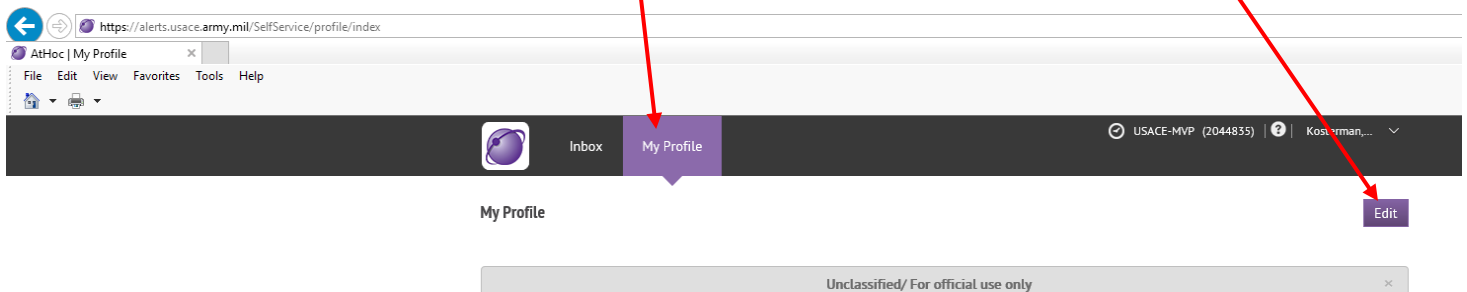 https://alerts.usace.army.mil/SelfService/profile/index
AtHoc | My Profile
File Edit View Favorites Tools Help
Inbox My Profile USACE-MVP (2044835) | ? | Kosterman,...
My Profile Edit
Unclassified/ For official use only